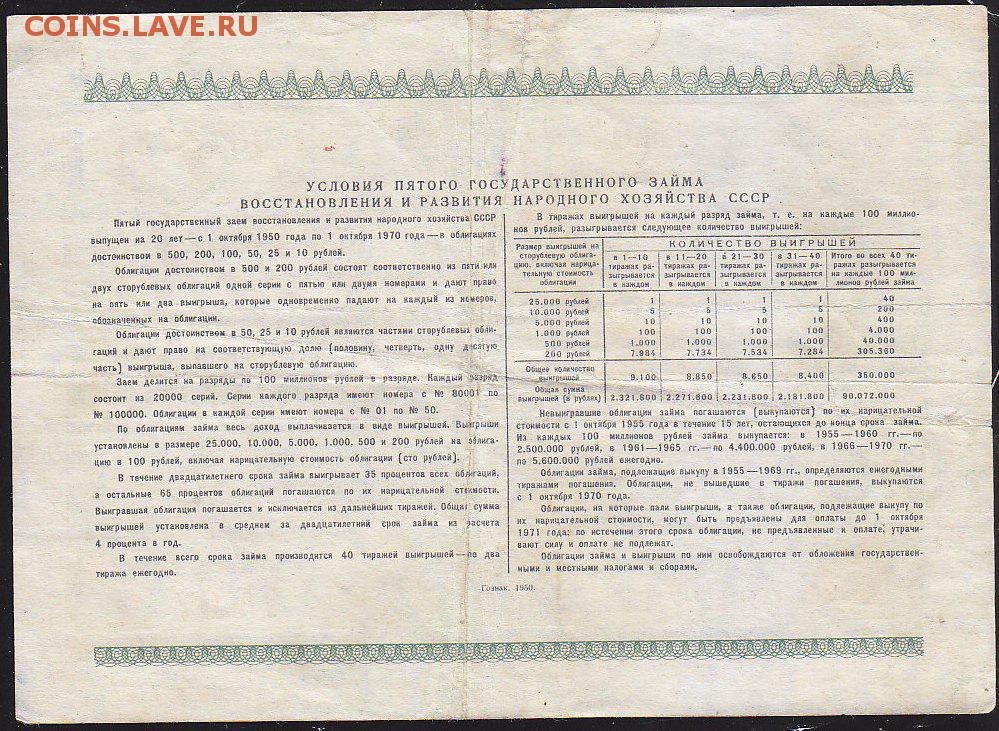 COINS.LAVE.RU
УСЛОВИЯ ПЯТОГО ГОСУДАРСТВЕННОГО ЗАЙМА
ВОССТАНОВЛЕНИЯ И РАЗВИТИЯ НАРОДНОГО ХОЗЯЙСТВА СССР
Пятый государственный заем восстановления и развития народного хозяйства СССР
выпущен на 20 лет — с 1 октября 1950 года по 1 октября 1970 года — в облигациях
достоинством в 500, 200, 100, 50, 25 и 10 рублей.
Облигации достоинством в 500 и 200 рублей состоят соответственно из пяти или
двух сторублевых облигаций одной серии с пятью или двумя номерами и дают право
на пять или два выигрыша, которые одновременно падают на каждый из номеров,
обозначенных на облигации.
Облигации достоинством в 50, 25 и 10 рублей являются частями сторублевых обли-
гаций и дают право на соответствующую долю (половину, четверть, одну десятую
часть) выигрыша, выпавшего на сторублевую облигацию.
Заем делится на разряды по 100 миллионов рублей в разряде. Каждый разряд
состоит из 20000 серий. Серии каждого разряда имеют номера с № 80001 по
№ 100000. Облигации в каждой серии имеют номера с № 01 по № 50.
По облигациям займа весь доход выплачивается в виде выигрышей. Выигрыши
установлены в размере 25.000, 10.000, 5.000, 1.000, 500 и 200 рублей на облига-
цию в 100 рублей, включая нарицательную стоимость облигации (сто рублей).
В течение двадцатилетнего срока займа выигрывает 35 процентов всех облигаций,
а остальные 65 процентов облигаций погашаются по их нарицательной стоимости.
Выигравшая облигация погашается и исключается из дальнейших тиражей. Общая сумма
выигрышей установлена в среднем за двадцатилетний срок займа из расчета
4 процента в год.
В течение всего срока займа производится 40 тиражей выигрышей — по два
тиража ежегодно.
В тиражах выигрышей на каждый разряд займа, т. е. на каждые 100 миллио-
нов рублей, разыгрывается следующее количество выигрышей:
Размер выигрышей на
сторублевую облига-
цию, включая нарица-
тельную стоимость
облигации
КОЛИЧЕСТВО ВЫИГРЫШЕЙ
в 1—10
тиражах ра-
зыгрывается
в каждом
в 11—20
тиражах ра-
зыгрывается
в каждом
в 21—30
тиражах ра-
зыгрывается
в каждом
в 31—40
тиражах ра-
зыгрывается
в каждом
Итого во всех 40 ти-
ражах разыгрывается
на каждые 100 мил-
лионов рублей займа
25.000 рублей 1 1 1 1 40
10.000 рублей 5 5 5 5 200
5.000 рублей 10 10 10 10 400
1.000 рублей 100 100 100 100 4.000
500 рублей 1.000 1.000 1.000 1.000 40.000
200 рублей 7.984 7.734 7.534 7.284 305.360
Общее количество
выигрышей 9.100 8.850 8.650 8.400 350.000
Общая сумма
выигрышей (в рублях) 2.321.800 2.271.800 2.231.800 2.181.800 90.072.000
Невыигравшие облигации займа погашаются (выкупаются) по их нарицательной
стоимости с 1 октября 1955 года в течение 15 лет, остающихся до конца срока займа.
Из каждых 100 миллионов рублей займа выкупается: в 1955—1960 гг.—по
2.500.000 рублей, в 1961—1965 гг.—по 4.400.000 рублей, в 1966—1970 гг.—
по 5.600.000 рублей ежегодно.
Облигации займа, подлежащие выкупу в 1955—1969 гг., определяются ежегодными
тиражами погашения. Облигации, не вышедшие в тиражи погашения, выкупаются
с 1 октября 1970 года.
Облигации, на которые пали выигрыши, а также облигации, подлежащие выкупу по
их нарицательной стоимости, могут быть предъявлены для оплаты до 1 октября
1971 года; по истечении этого срока облигации, не предъявленные к оплате, утрачи-
вают силу и оплате не подлежат.
Облигации займа и выигрыши по ним освобождаются от обложения государствен-
ными и местными налогами и сборами.
Гознак. 1950.